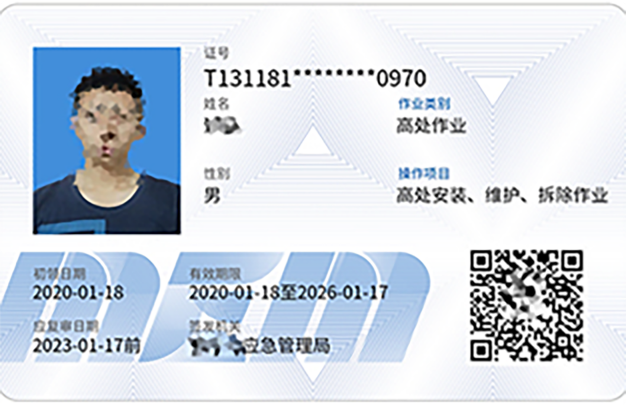 证号
T131181********0970
姓名
作业类别
高处作业
性别
男
操作项目
高处安装、维护、拆除作业
初领日期
2020-01-18
有效期限
2020-01-18至2026-01-17
应复审日期
2023-01-17前
签发机关
应急管理局